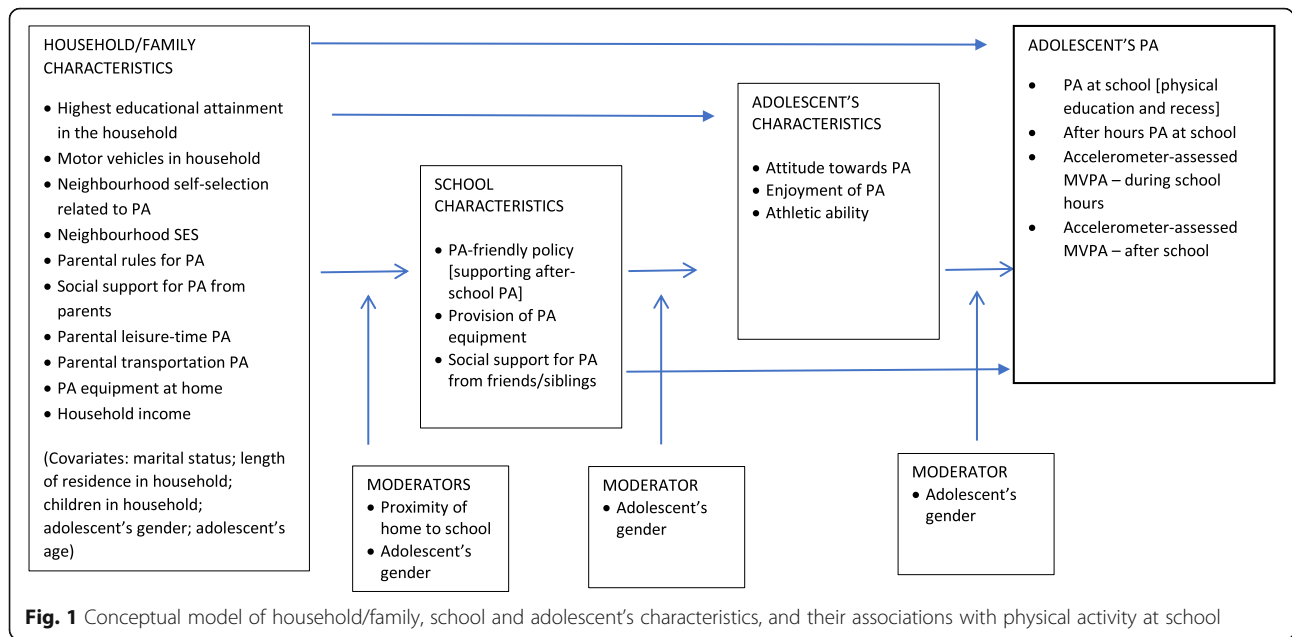 HOUSEHOLD/FAMILY
CHARACTERISTICS
• Highest educational attainment
in the household
• Motor vehicles in household
• Neighbourhood self-selection
related to PA
• Neighbourhood SES
• Parental rules for PA
• Social support for PA from
parents
• Parental leisure-time PA
• Parental transportation PA
• PA equipment at home
• Household income
(Covariates: marital status; length
of residence in household;
children in household;
adolescent’s gender; adolescent’s
age)
SCHOOL
CHARACTERISTICS
• PA-friendly policy
[supporting after-
school PA]
• Provision of PA
equipment
• Social support for PA
from friends/siblings
ADOLESCENT’S
CHARACTERISTICS
• Attitude towards PA
• Enjoyment of PA
• Athletic ability
ADOLESCENT’S PA
• PA at school [physical
education and recess]
• After hours PA at school
• Accelerometer-assessed
MVPA – during school
hours
• Accelerometer-assessed
MVPA – after school
MODERATORS
• Proximity of
home to school
• Adolescent’s
gender
MODERATOR
• Adolescent’s
gender
MODERATOR
• Adolescent’s
gender
Fig. 1 Conceptual model of household/family, school and adolescent’s characteristics, and their associations with physical activity at school